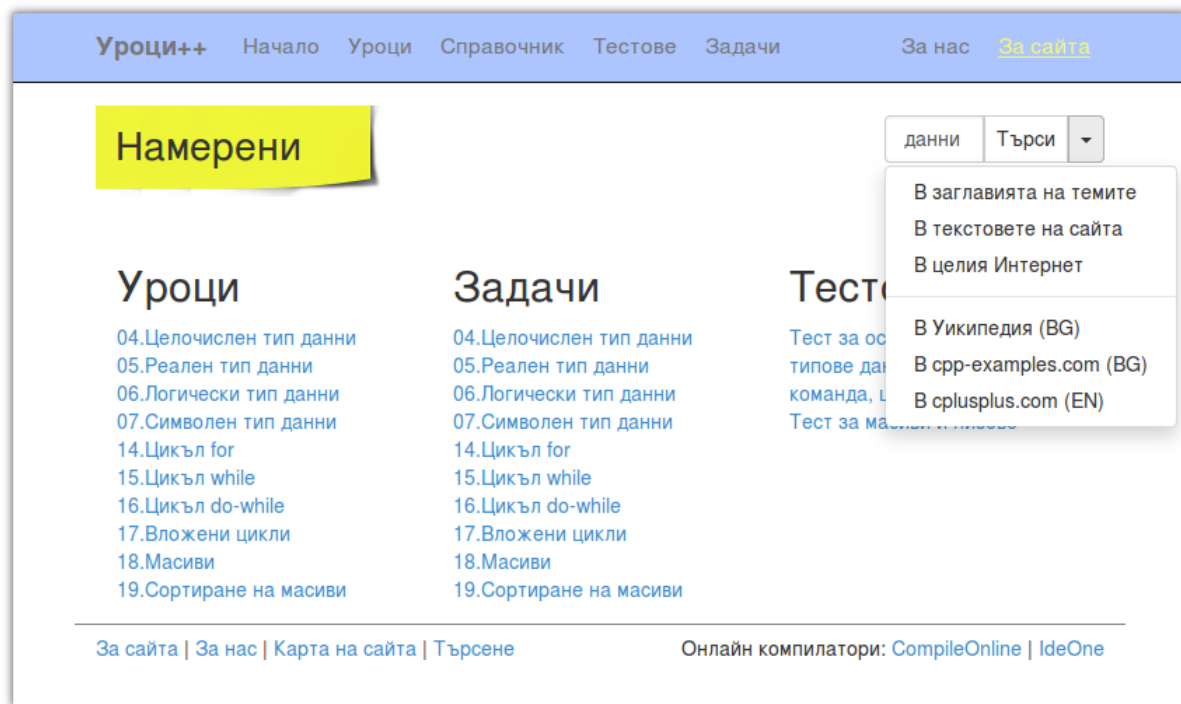 Уроци++ Начало Уроци Справочник Тестове Задачи За нас За сайта
Намерени
данни Търси
В заглавията на темите
В текстовете на сайта
В целия Интернет
В Уикипедия (BG)
В cpp-examples.com (BG)
В cplusplus.com (EN)
Уроци
04.Целочислен тип данни
05.Реален тип данни
06.Логически тип данни
07.Символен тип данни
14.Цикъл for
15.Цикъл while
16.Цикъл do-while
17.Вложени цикли
18.Масиви
19.Сортиране на масиви
Задачи
04.Целочислен тип данни
05.Реален тип данни
06.Логически тип данни
07.Символен тип данни
14.Цикъл for
15.Цикъл while
16.Цикъл do-while
17.Вложени цикли
18.Масиви
19.Сортиране на масиви
Тест за
типове
команда,
Тест за
За сайта | За нас | Карта на сайта | Търсене
Онлайн компилатори: CompileOnline | IdeOne